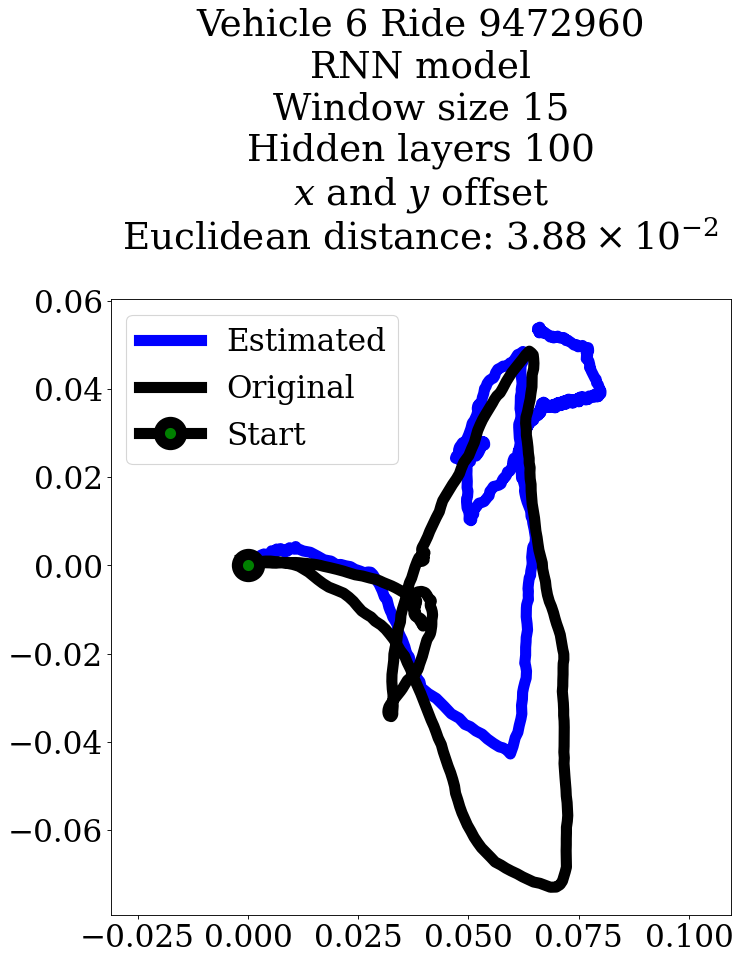 Vehicle 6 Ride 9472960
RNN model
Window size 15
Hidden layers 100
x and y offset
Euclidean distance: 3.88 × 10⁻²
0.06
0.04
0.02
0.00
−0.02
−0.04
−0.06
Estimated
Original
Start
−0.025 0.000 0.025 0.050 0.075 0.100